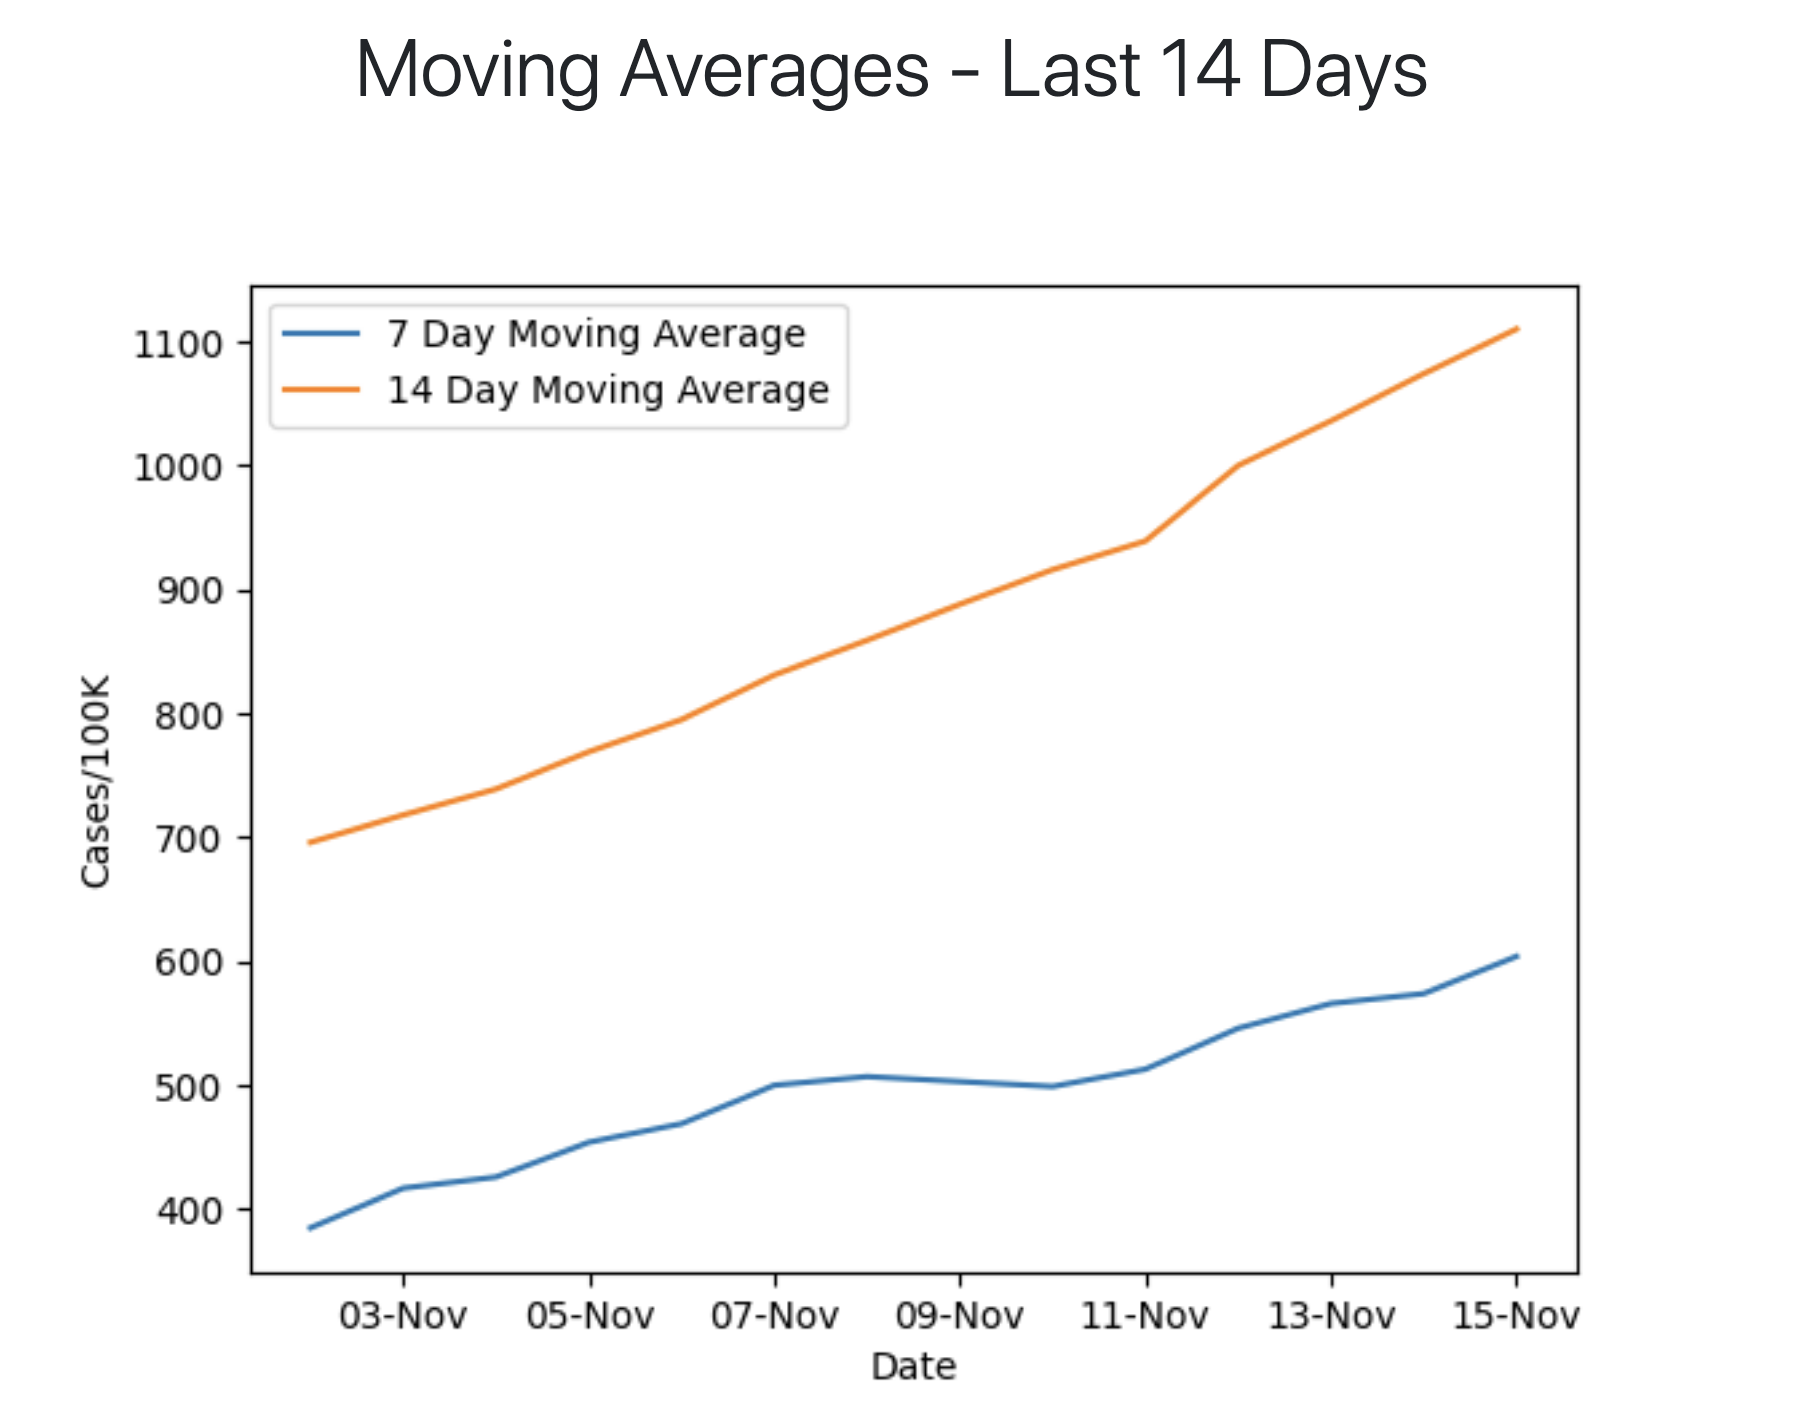 Moving Averages - Last 14 Days
7 Day Moving Average
14 Day Moving Average
1100
1000
900
800
700
600
500
400
Cases/100K
03-Nov 05-Nov 07-Nov 09-Nov 11-Nov 13-Nov 15-Nov
Date